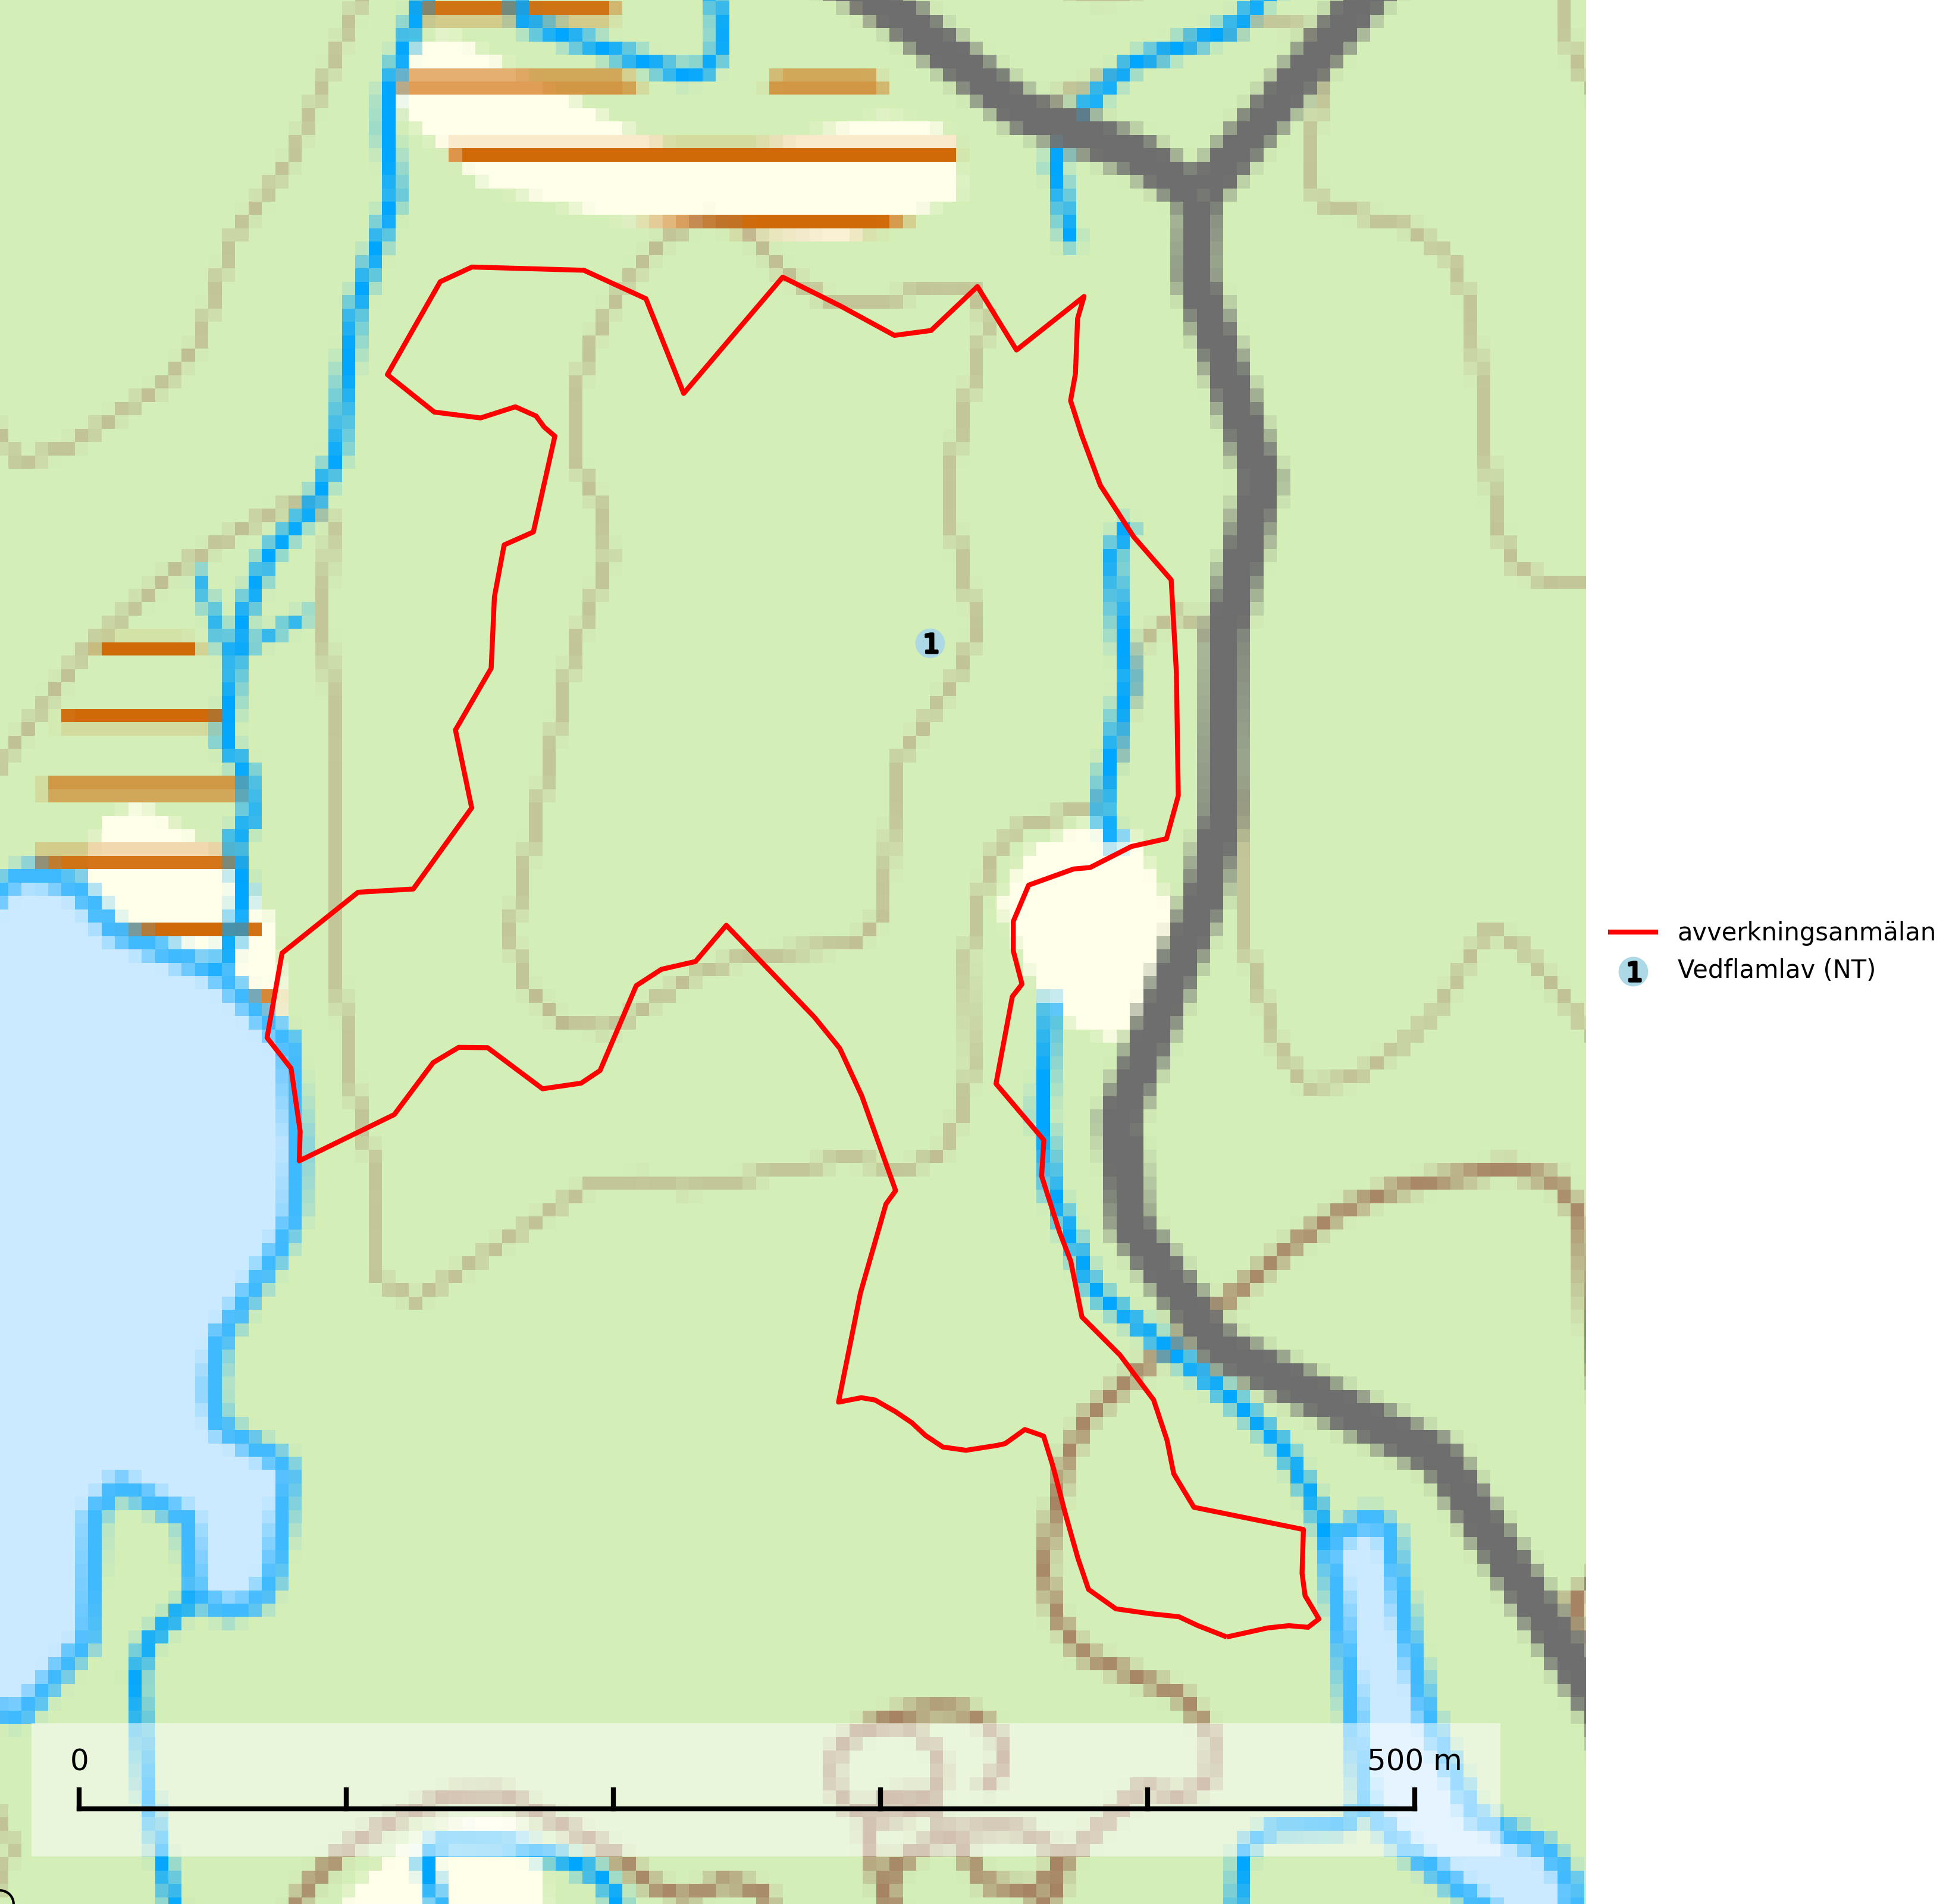 1
avverkningsanmälan
1 Vedflamlav (NT)
0 500 m